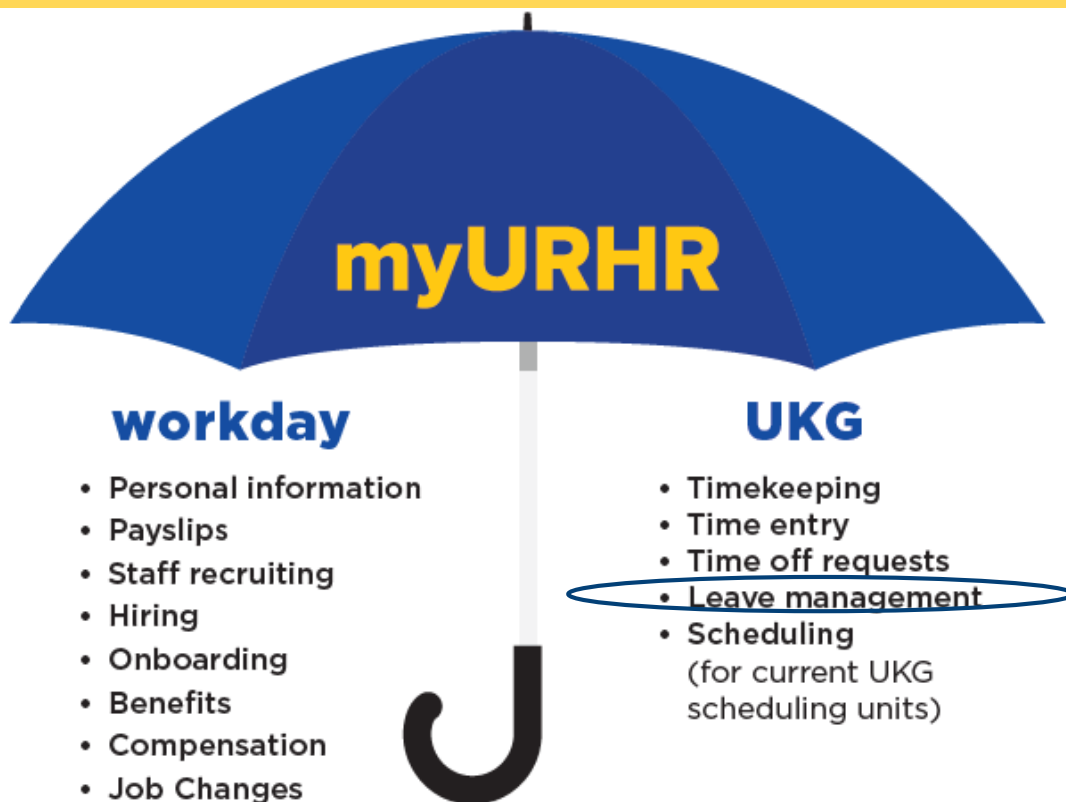 myURHR
workday
• Personal information
• Payslips
• Staff recruiting
• Hiring
• Onboarding
• Benefits
• Compensation
• Job Changes
UKG
• Timekeeping
• Time entry
• Time off requests
• Leave management
• Scheduling
(for current UKG
scheduling units)